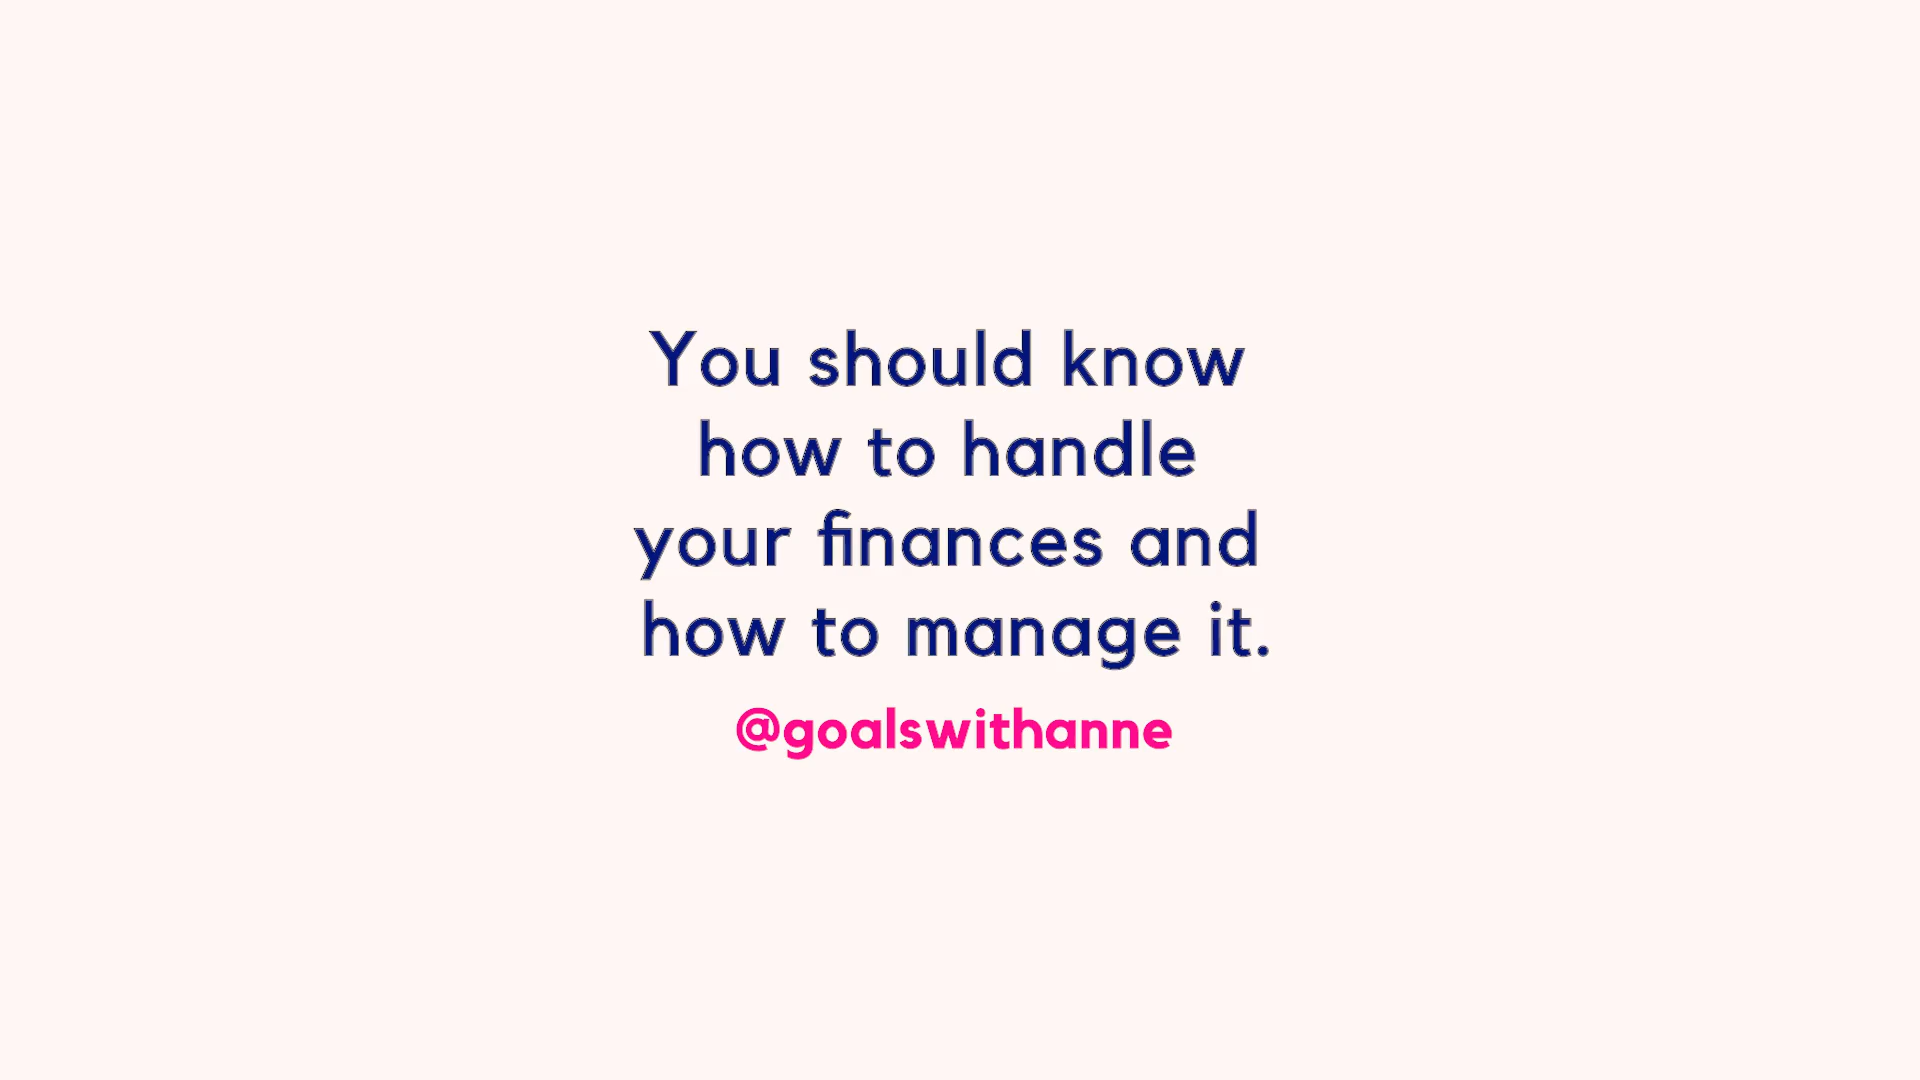 You should know
how to handle
your finances and
how to manage it.
@goalswithanne